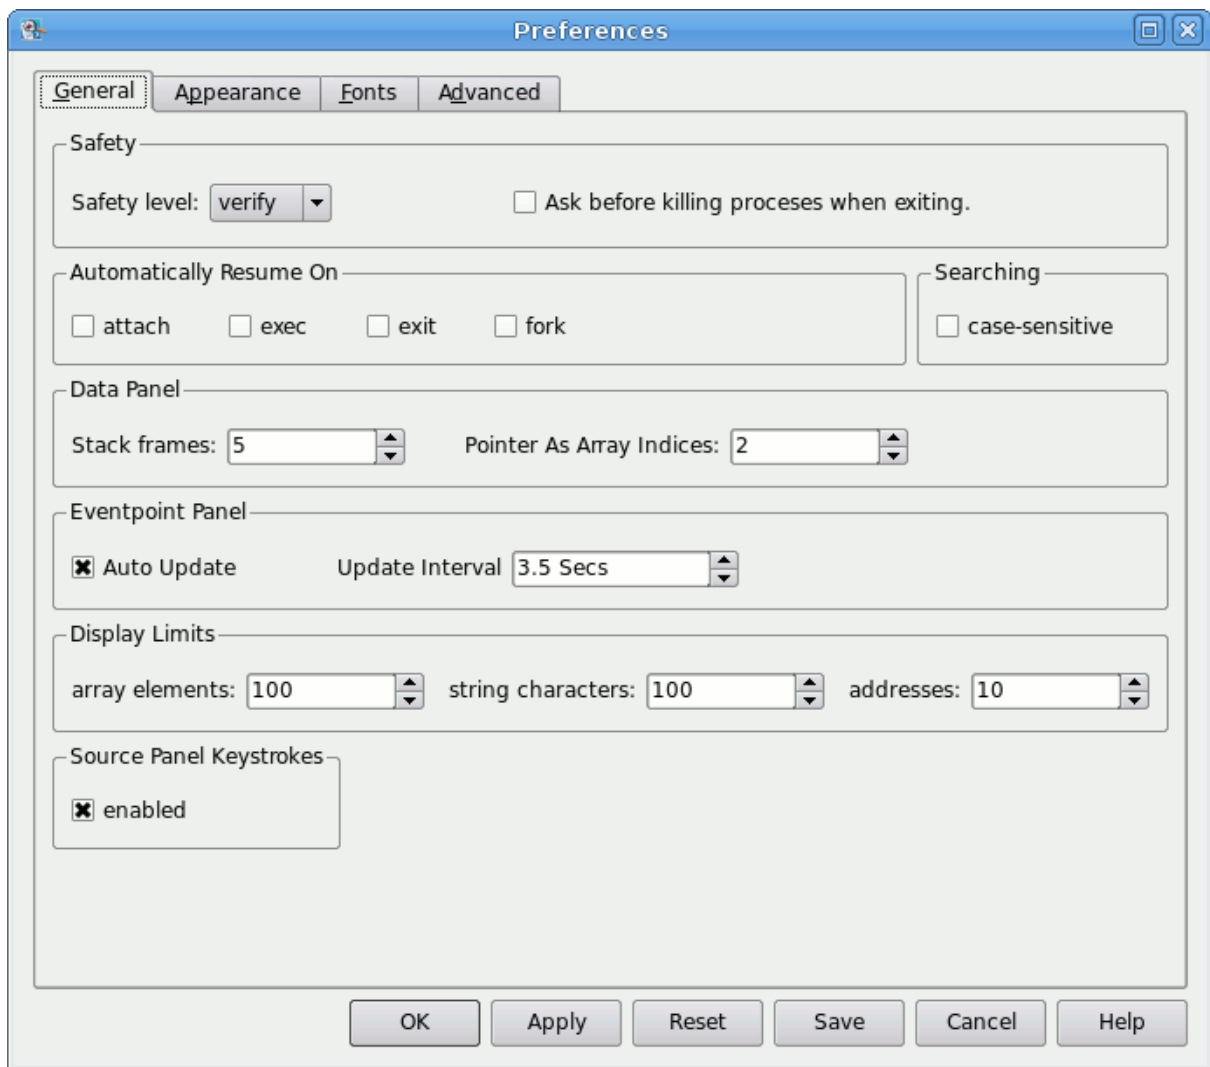 Preferences
General Appearance Fonts Advanced
Safety
Safety level: verify Ask before killing proceses when exiting.
Automatically Resume On Searching
attach exec exit fork case-sensitive
Data Panel
Stack frames: 5 Pointer As Array Indices: 2
Eventpoint Panel
Auto Update Update Interval 3.5 Secs
Display Limits
array elements: 100 string characters: 100 addresses: 10
Source Panel Keystrokes
enabled
OK Apply Reset Save Cancel Help